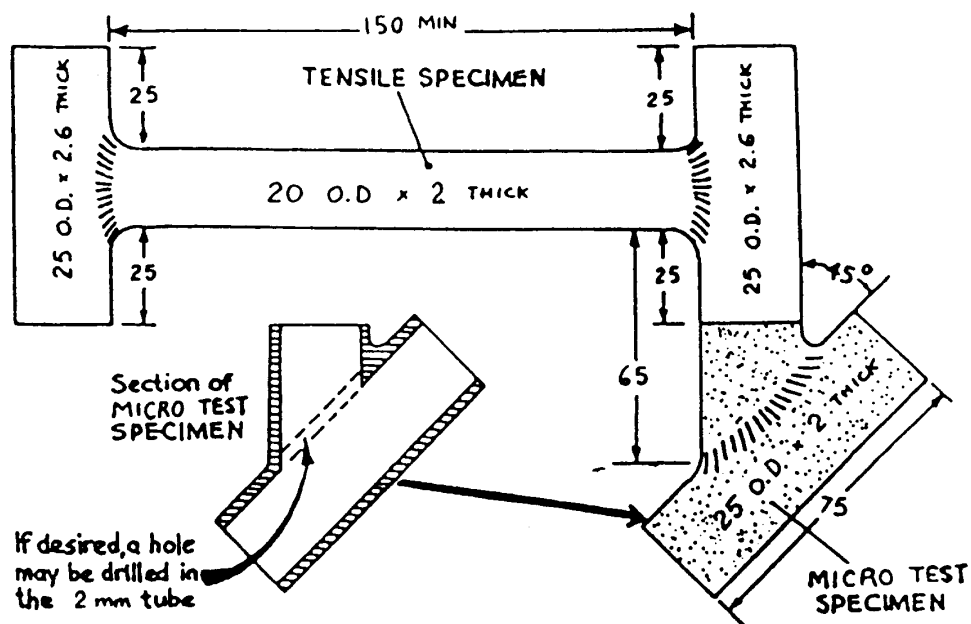 150 MIN
25
TENSILE SPECIMEN
25
25 O.D. × 2.6 THICK
20 O.D × 2 THICK
25 O.D. × 2.6 THICK
25
25
45°
65
Section of
MICRO TEST
SPECIMEN
25 O.D × 2 THICK
75
If desired, a hole
may be drilled in
the 2 mm tube
MICRO TEST
SPECIMEN